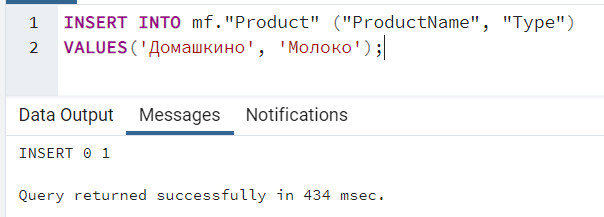 1 INSERT INTO mf."Product" ("ProductName", "Type")
2 VALUES('Домашкино', 'Молоко');
Data Output Messages Notifications
INSERT 0 1
Query returned successfully in 434 msec.